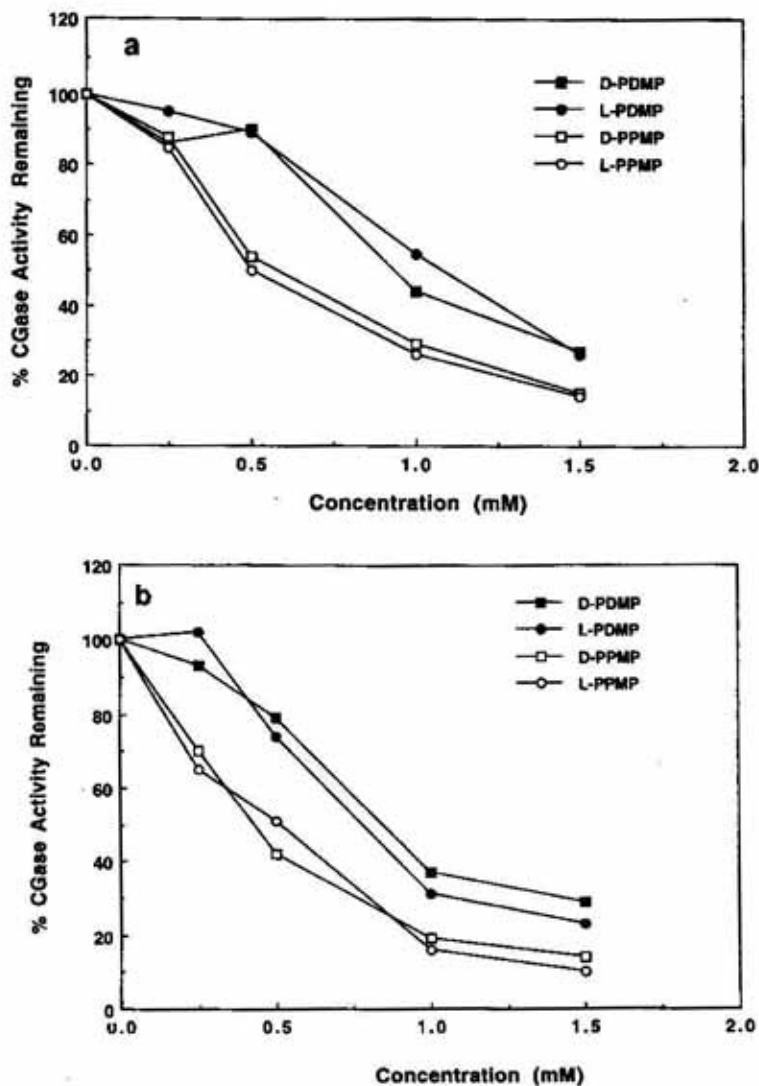 a
120
100
80
60
40
20
0
% CGase Activity Remaining
D-PDMP
L-PDMP
D-PPMP
L-PPMP
0.0 0.5 1.0 1.5 2.0
Concentration (mM)
b
120
100
80
60
40
20
0
% CGase Activity Remaining
D-PDMP
L-PDMP
D-PPMP
L-PPMP
0.0 0.5 1.0 1.5 2.0
Concentration (mM)